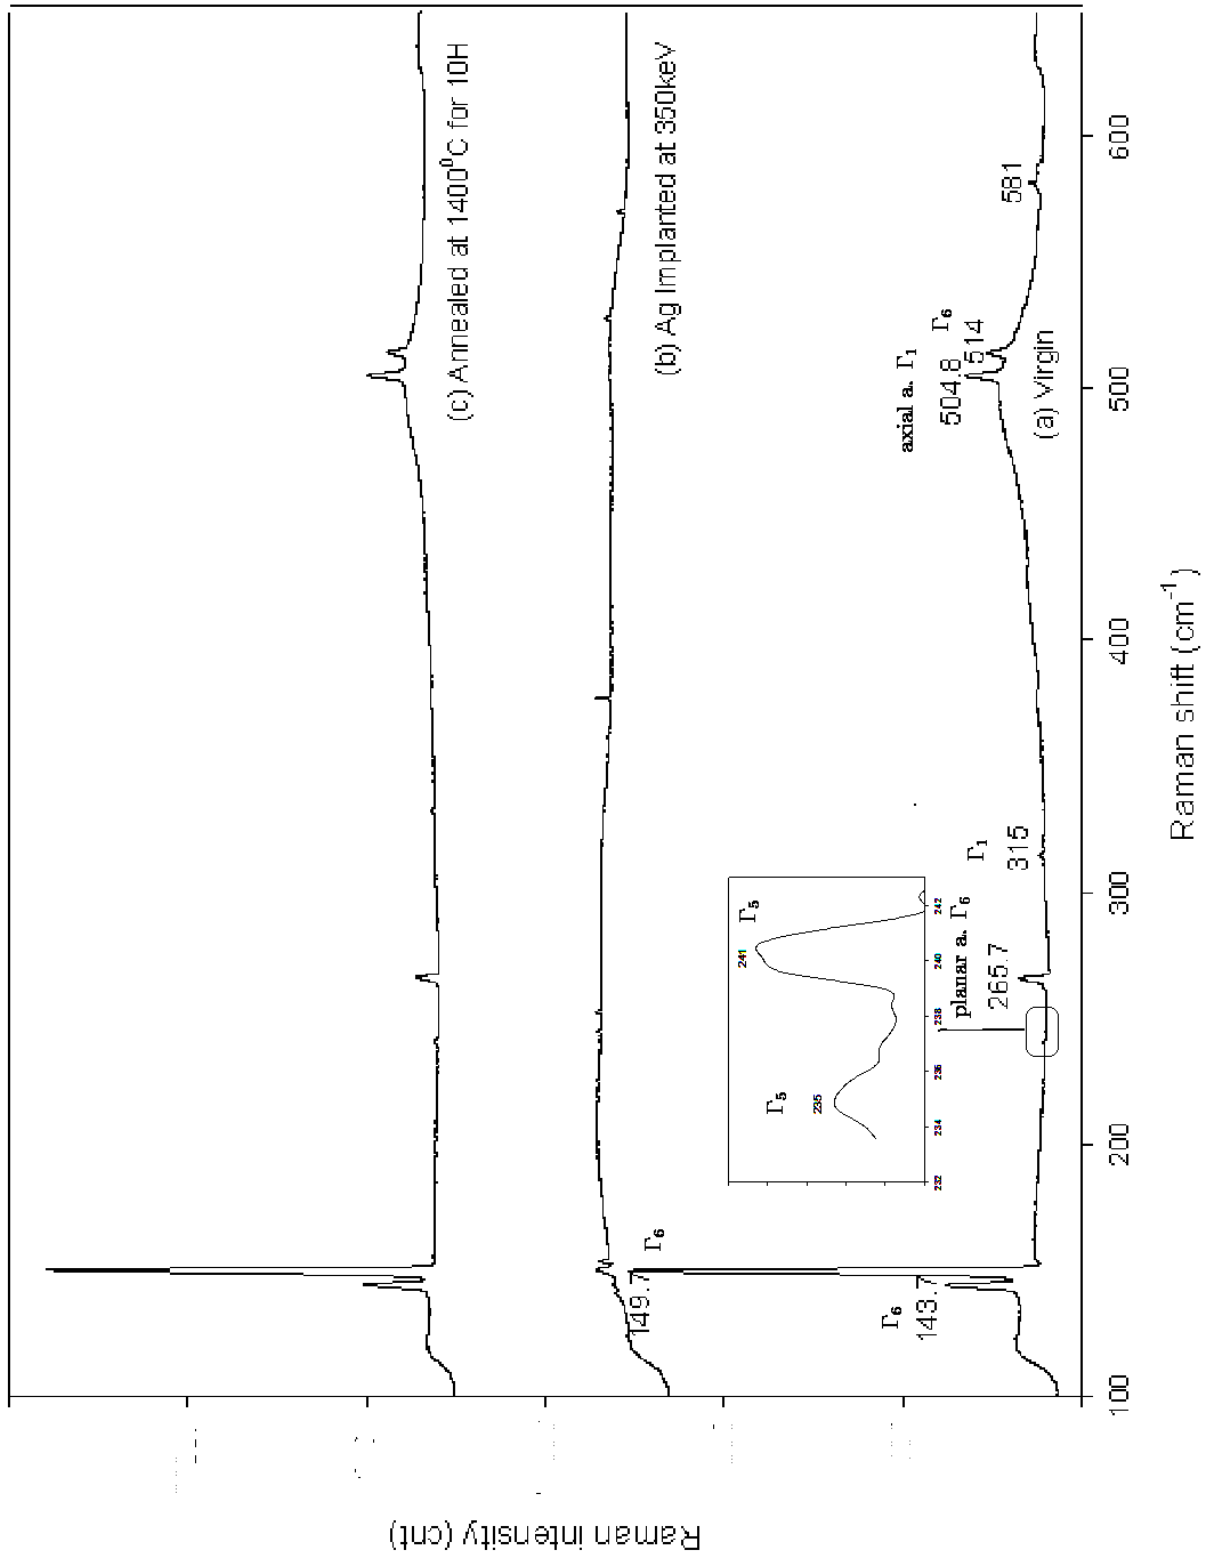 (c) Annealed at 1400⁰C for 10H
(b) Ag Implanted at 350keV
(a) Virgin
axial a. Γ₁
504.8
Γ₆
514
581
Γ₁
315
planar a. Γ₆
265.7
Γ₅
241
Γ₅
235
232 234 236 238 240 242
Γ₆
149.7
Γ₆
143.7
100 200 300 400 500 600
Raman shift (cm⁻¹)
Raman intensity (cnt)